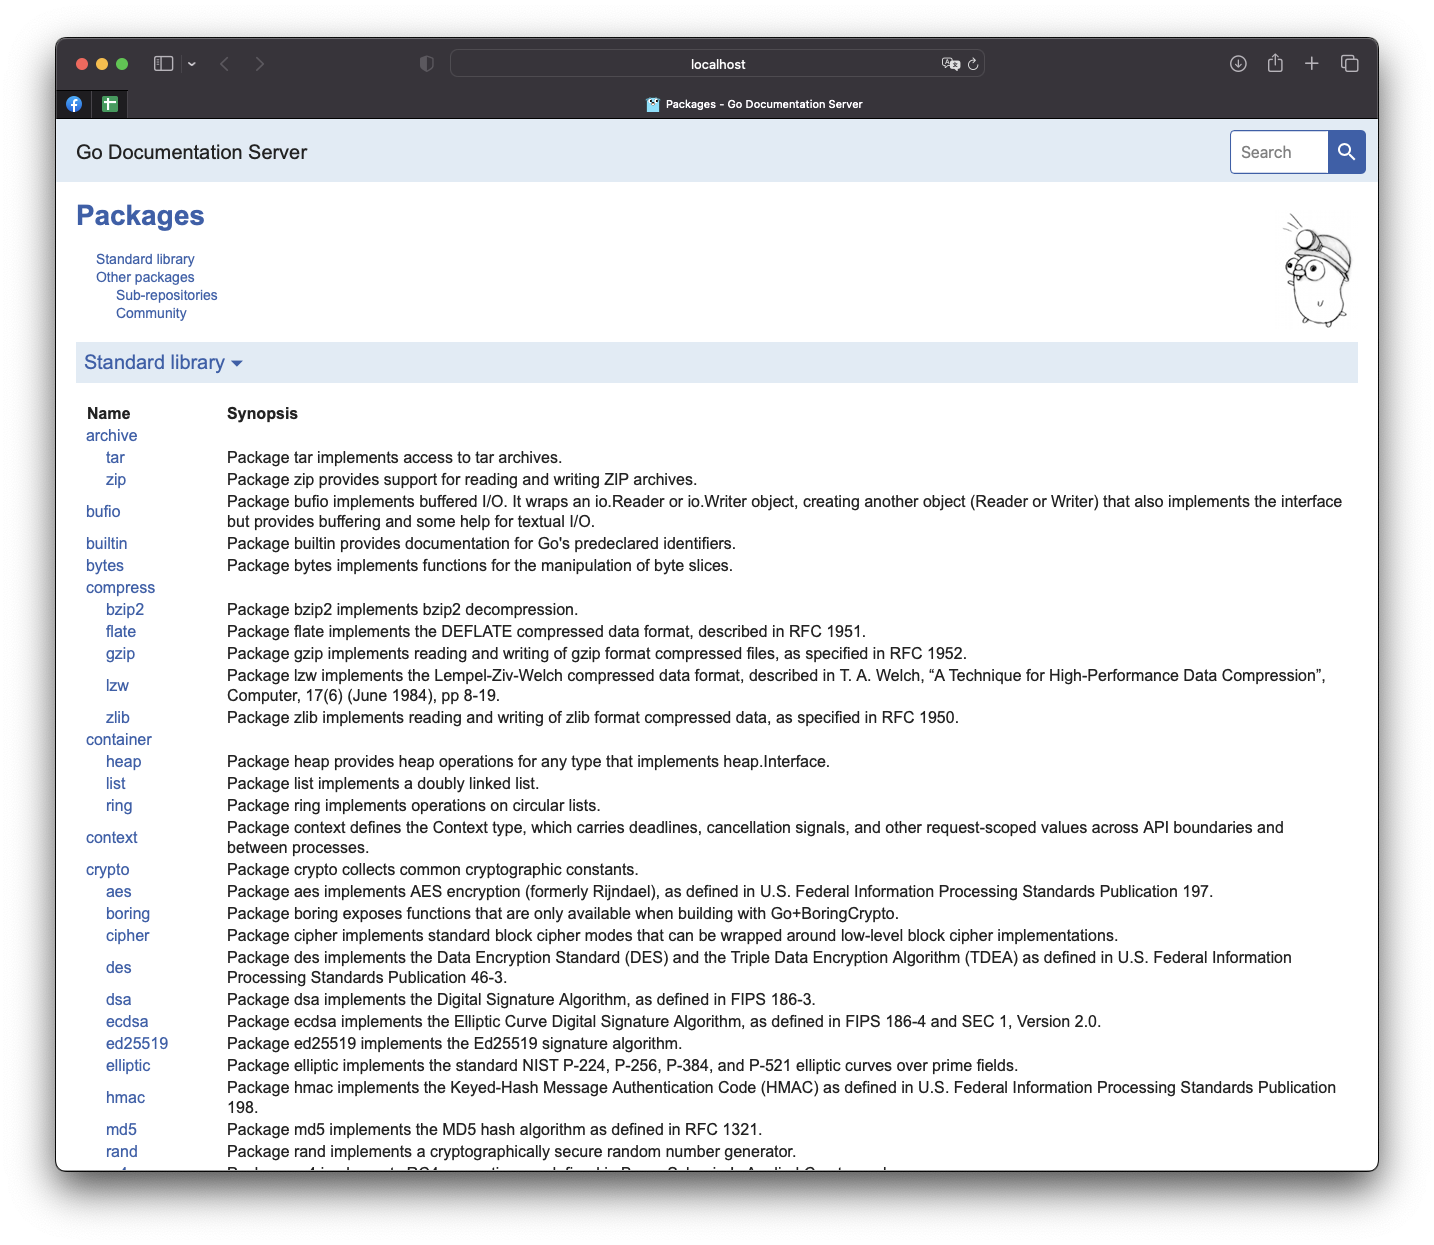 localhost
Packages - Go Documentation Server
Go Documentation Server
Search
Packages
Standard library
Other packages
Sub-repositories
Community
Standard library
Name Synopsis
archive
tar Package tar implements access to tar archives.
zip Package zip provides support for reading and writing ZIP archives.
bufio Package bufio implements buffered I/O. It wraps an io.Reader or io.Writer object, creating another object (Reader or Writer) that also implements the interface
but provides buffering and some help for textual I/O.
builtin Package builtin provides documentation for Go's predeclared identifiers.
bytes Package bytes implements functions for the manipulation of byte slices.
compress
bzip2 Package bzip2 implements bzip2 decompression.
flate Package flate implements the DEFLATE compressed data format, described in RFC 1951.
gzip Package gzip implements reading and writing of gzip format compressed files, as specified in RFC 1952.
lzw Package lzw implements the Lempel-Ziv-Welch compressed data format, described in T. A. Welch, “A Technique for High-Performance Data Compression”,
Computer, 17(6) (June 1984), pp 8-19.
zlib Package zlib implements reading and writing of zlib format compressed data, as specified in RFC 1950.
container
heap Package heap provides heap operations for any type that implements heap.Interface.
list Package list implements a doubly linked list.
ring Package ring implements operations on circular lists.
context Package context defines the Context type, which carries deadlines, cancellation signals, and other request-scoped values across API boundaries and
between processes.
crypto Package crypto collects common cryptographic constants.
aes Package aes implements AES encryption (formerly Rijndael), as defined in U.S. Federal Information Processing Standards Publication 197.
boring Package boring exposes functions that are only available when building with Go+BoringCrypto.
cipher Package cipher implements standard block cipher modes that can be wrapped around low-level block cipher implementations.
des Package des implements the Data Encryption Standard (DES) and the Triple Data Encryption Algorithm (TDEA) as defined in U.S. Federal Information
Processing Standards Publication 46-3.
dsa Package dsa implements the Digital Signature Algorithm, as defined in FIPS 186-3.
ecdsa Package ecdsa implements the Elliptic Curve Digital Signature Algorithm, as defined in FIPS 186-4 and SEC 1, Version 2.0.
ed25519 Package ed25519 implements the Ed25519 signature algorithm.
elliptic Package elliptic implements the standard NIST P-224, P-256, P-384, and P-521 elliptic curves over prime fields.
hmac Package hmac implements the Keyed-Hash Message Authentication Code (HMAC) as defined in U.S. Federal Information Processing Standards Publication
198.
md5 Package md5 implements the MD5 hash algorithm as defined in RFC 1321.
rand Package rand implements a cryptographically secure random number generator.